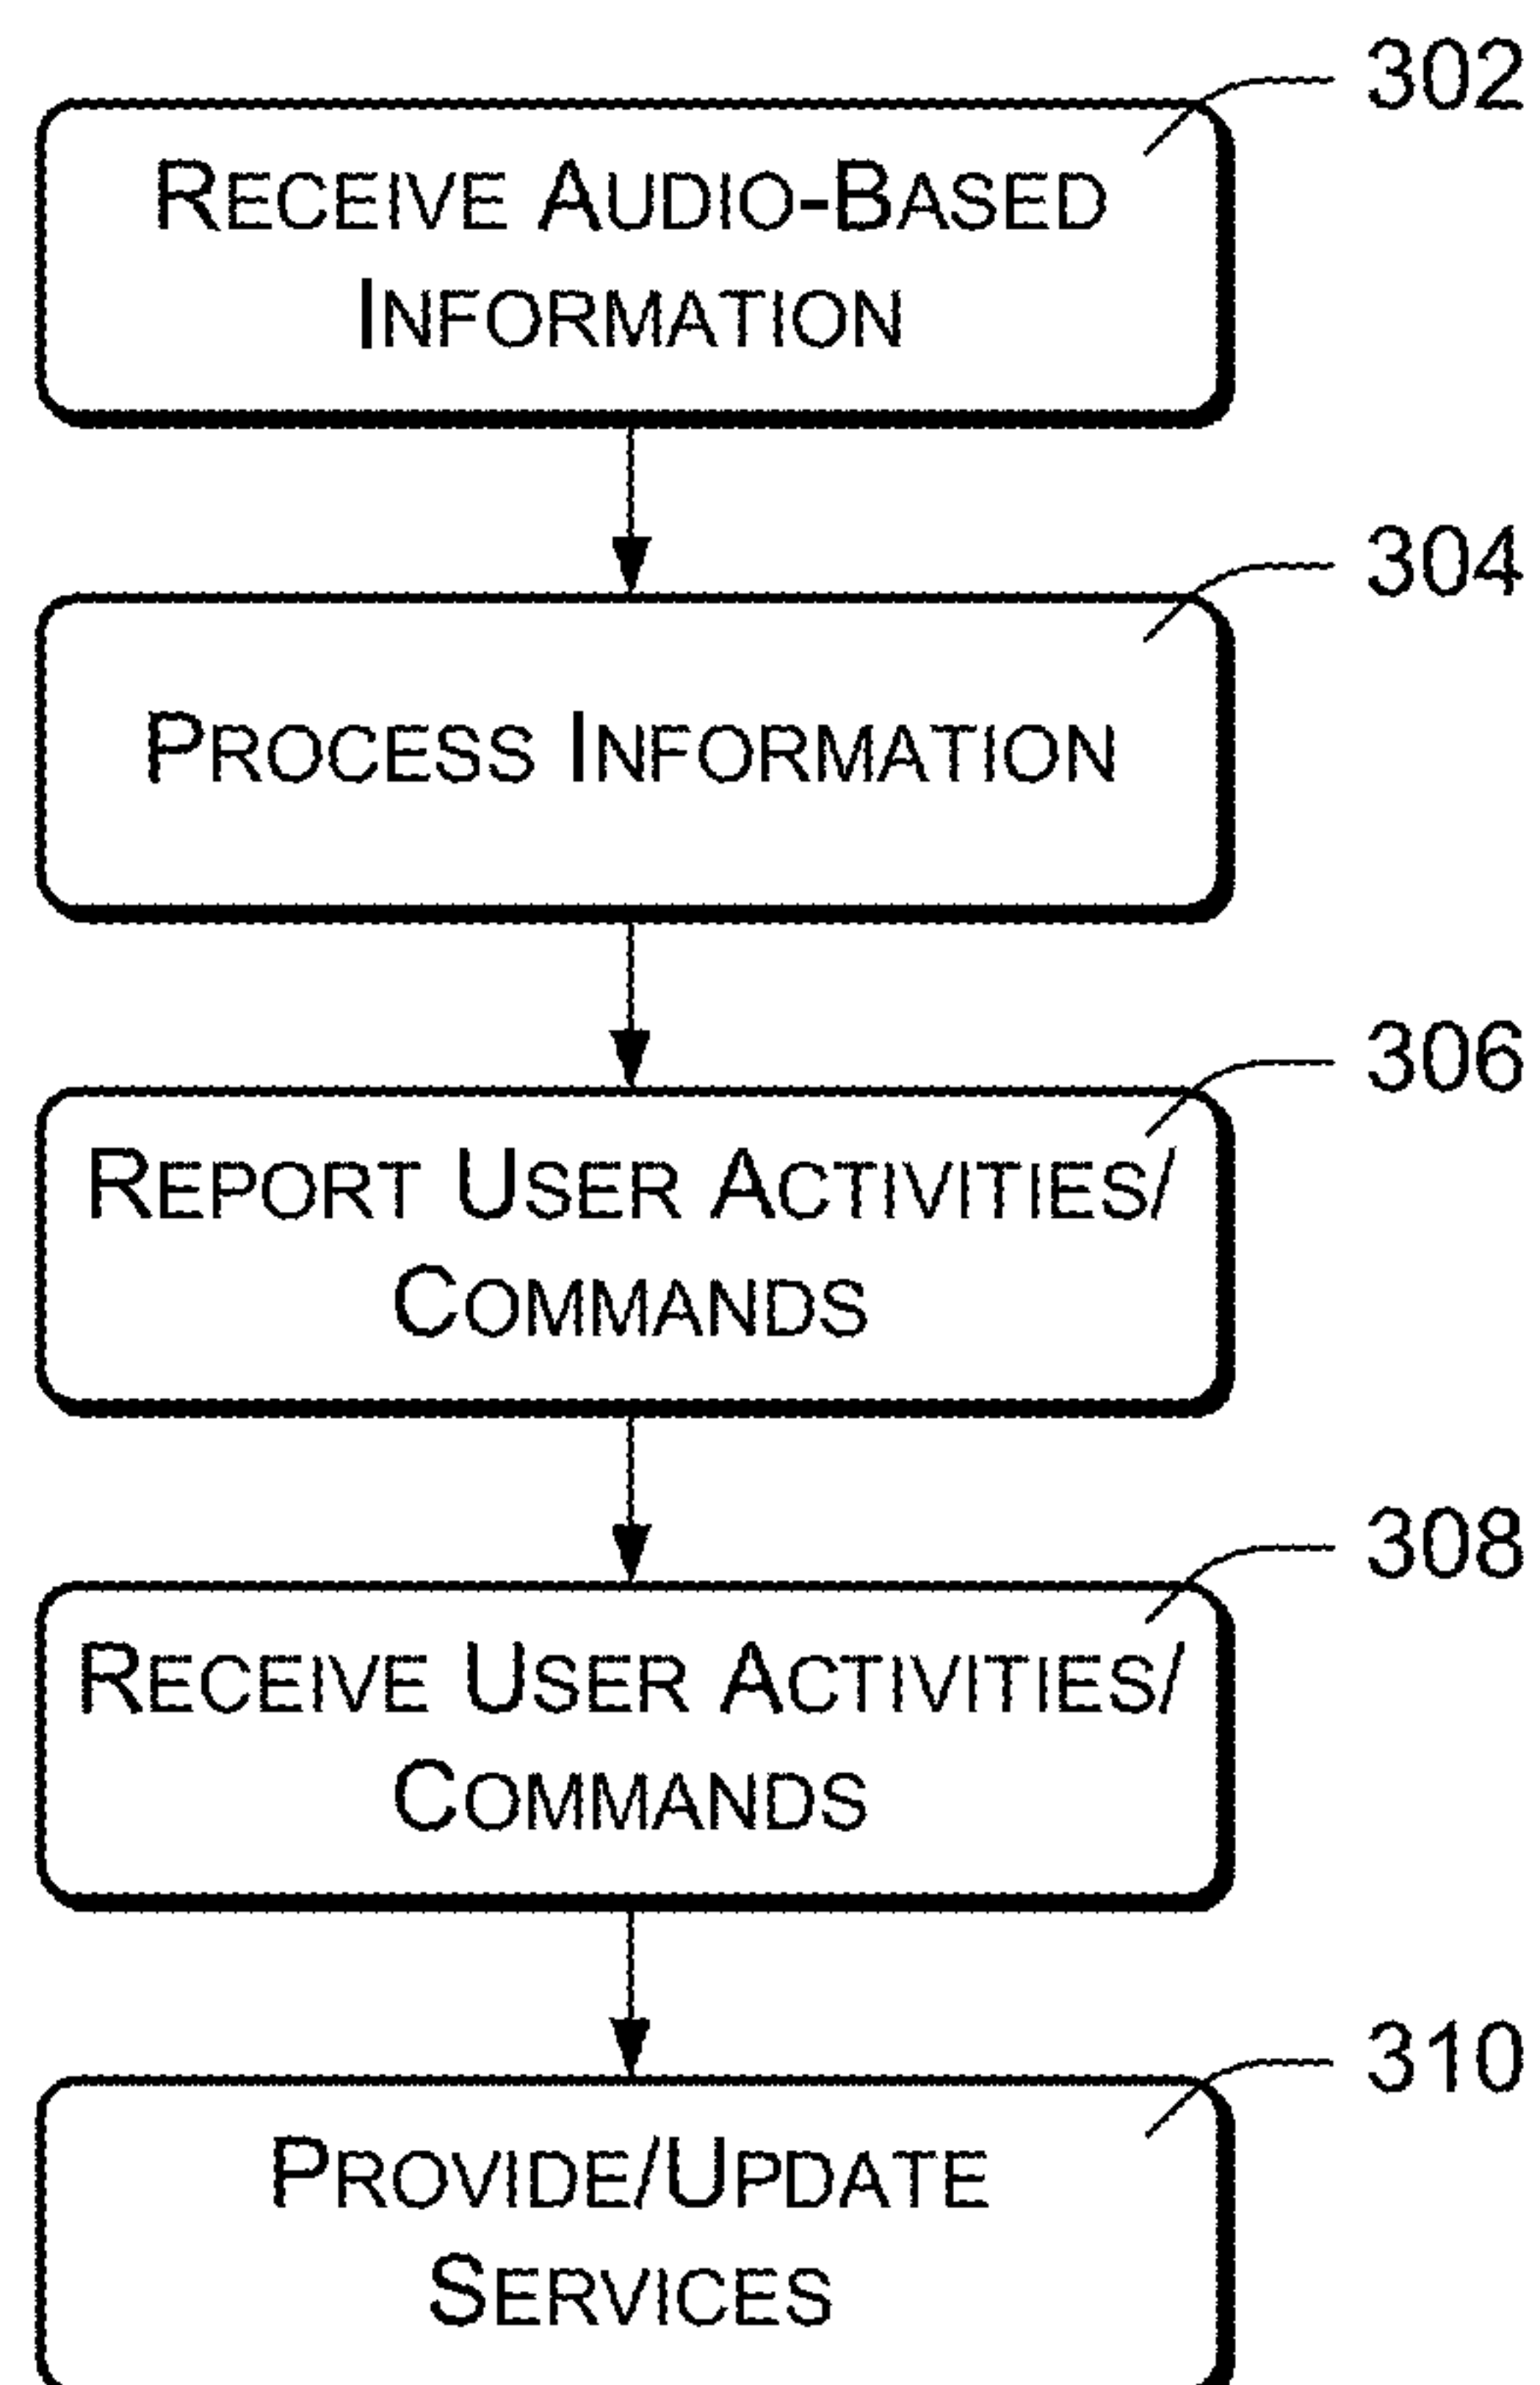 302
RECEIVE AUDIO-BASED
INFORMATION
304
PROCESS INFORMATION
306
REPORT USER ACTIVITIES/
COMMANDS
308
RECEIVE USER ACTIVITIES/
COMMANDS
310
PROVIDE/UPDATE
SERVICES